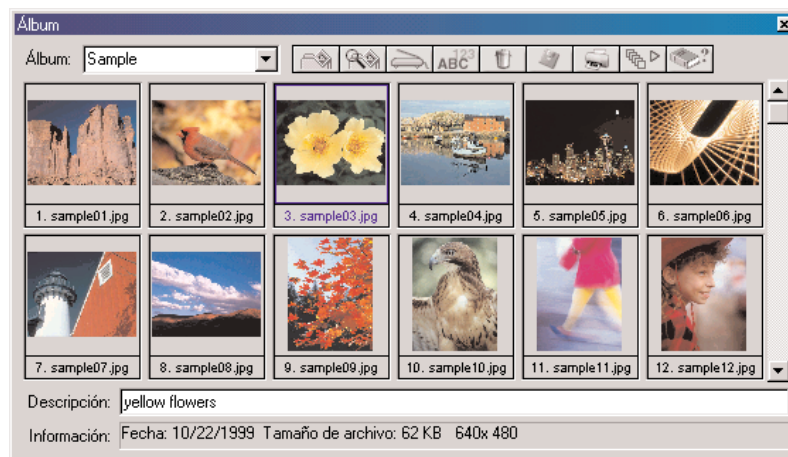 Álbum
Álbum: Sample
ABC123 ?
1. sample01.jpg 2. sample02.jpg 3. sample03.jpg 4. sample04.jpg 5. sample05.jpg 6. sample06.jpg
7. sample07.jpg 8. sample08.jpg 9. sample09.jpg 10. sample10.jpg 11. sample11.jpg 12. sample12.jpg
Descripción: yellow flowers
Información: Fecha: 10/22/1999 Tamaño de archivo: 62 KB 640x 480